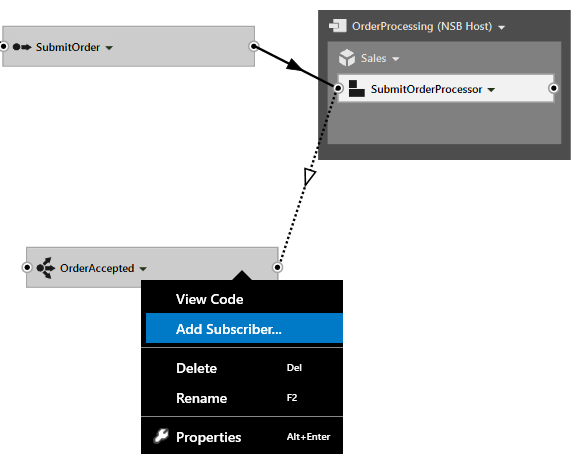 OrderProcessing (NSB Host)
SubmitOrder
Sales
SubmitOrderProcessor
OrderAccepted
View Code
Add Subscriber...
Delete Del
Rename F2
Properties Alt+Enter